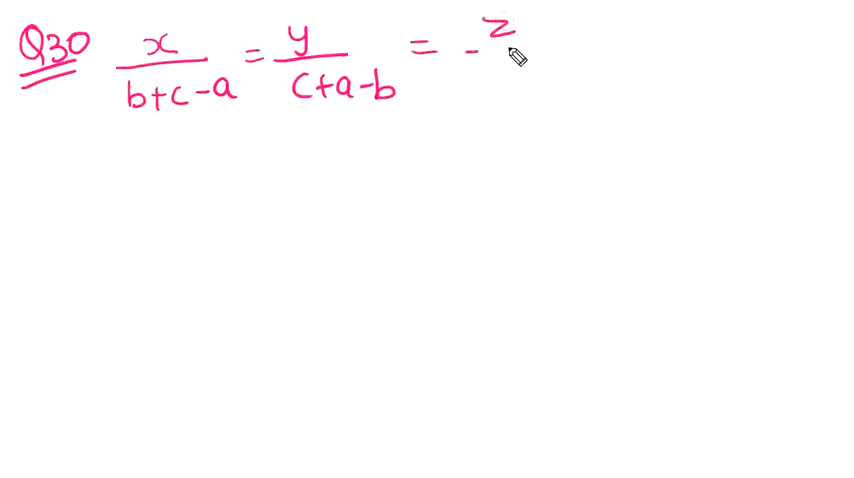 Q30 x/(b+c-a) = y/(c+a-b) = z